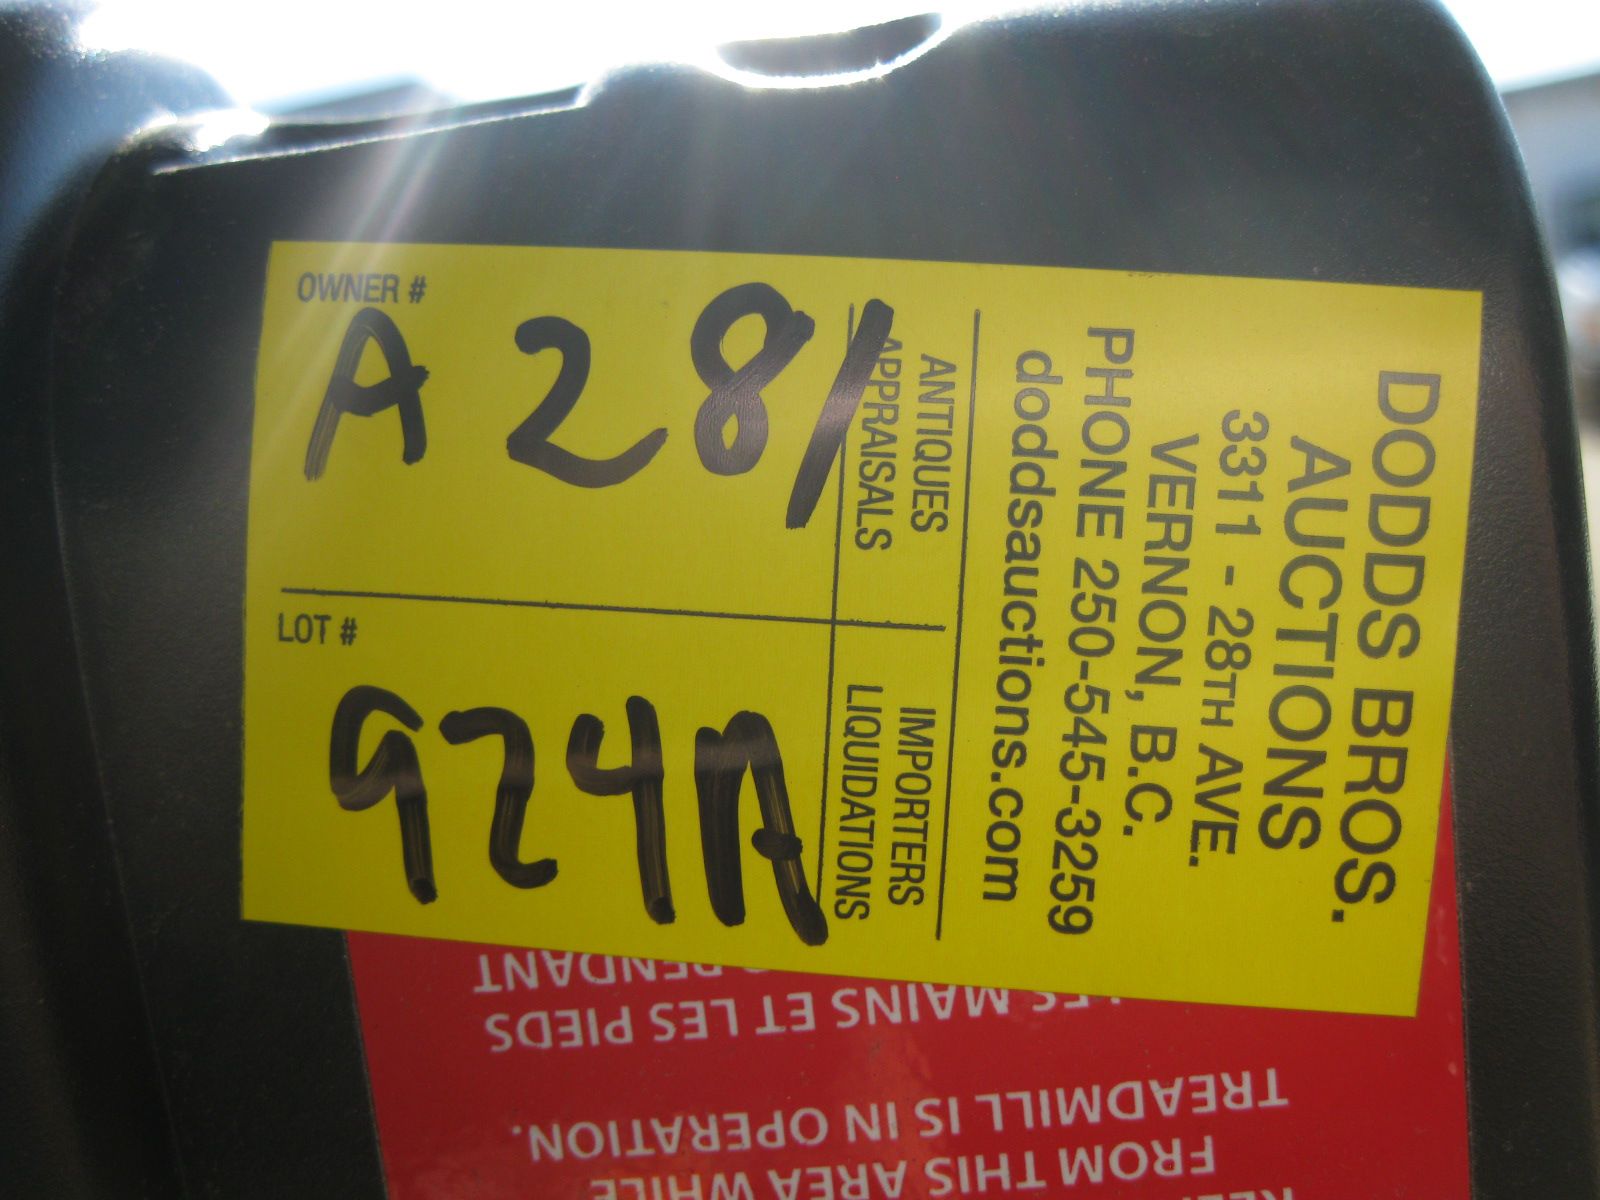 OWNER #
A 281
LOT #
924A
ANTIQUES
APPRAISALS
IMPORTERS
LIQUIDATIONS
DODDS BROS.
AUCTIONS
3311 - 28TH AVE.
VERNON, B.C.
PHONE 250-545-3259
doddsauctions.com
FROM THIS AREA WHILE
TREADMILL IS IN OPERATION.
LES MAINS ET LES PIEDS
PENDANT